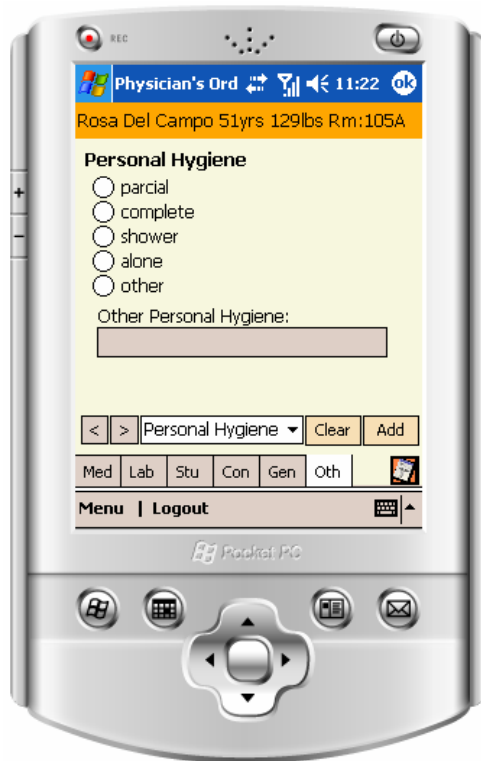 REC
Physician's Ord 11:22 ok
Rosa Del Campo 51yrs 129lbs Rm:105A
Personal Hygiene
parcial
complete
shower
alone
other
Other Personal Hygiene:
< > Personal Hygiene Clear Add
Med Lab Stu Con Gen Oth
Menu | Logout
Pocket PC
+
-